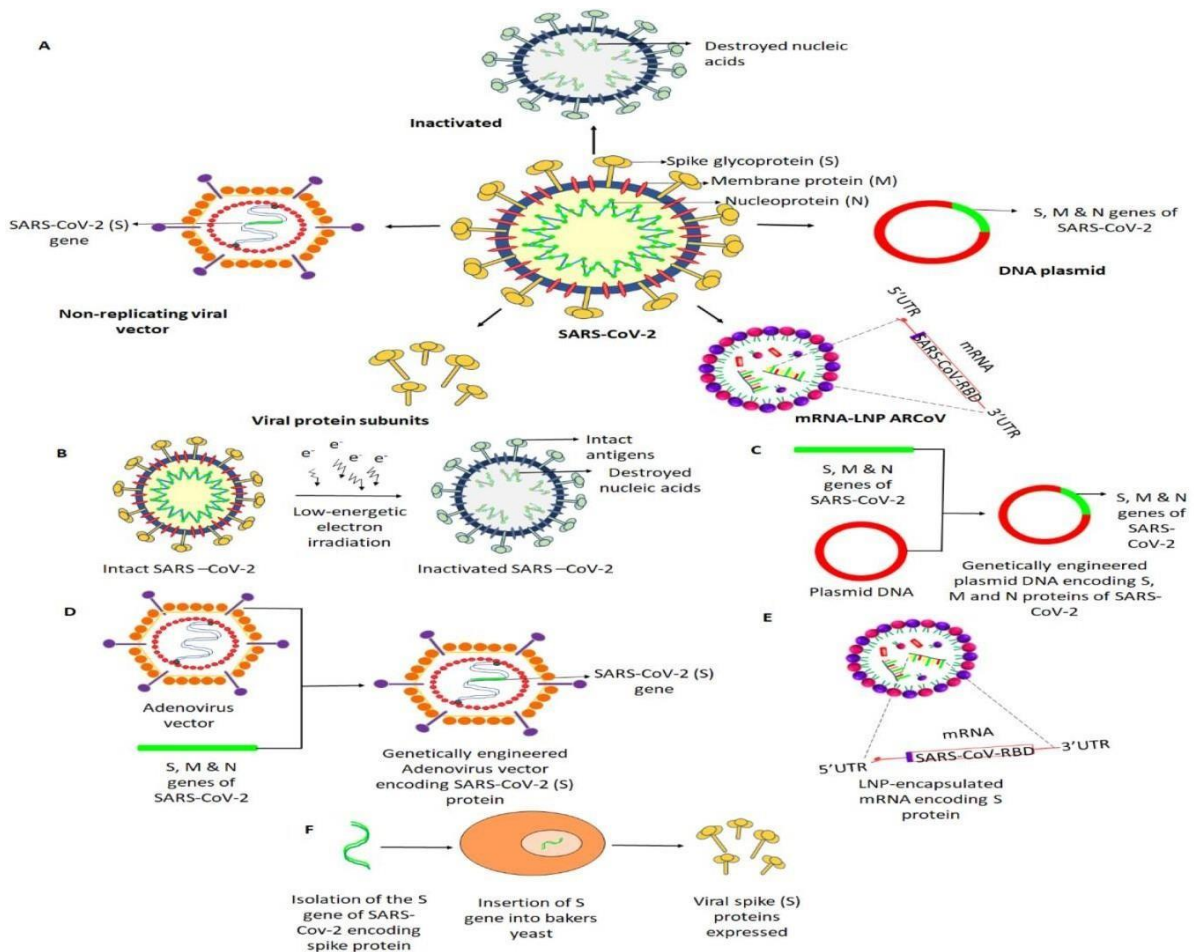 A
Destroyed nucleic
acids
Inactivated
Spike glycoprotein (S)
Membrane protein (M)
Nucleoprotein (N)
SARS-CoV-2 (S)
gene
S, M & N genes of
SARS-CoV-2
DNA plasmid
Non-replicating viral
vector
SARS-CoV-2
5'UTR
mRNA
SARS-CoV-RBD
3'UTR
Viral protein subunits
mRNA-LNP ARCoV
B
e-
e-
e-
e-
Low-energetic
electron
irradiation
Intact
antigens
Destroyed
nucleic acids
Intact SARS –CoV-2
Inactivated SARS –CoV-2
C
S, M & N
genes of
SARS-CoV-2
Plasmid DNA
S, M & N
genes of
SARS-
CoV-2
Genetically engineered
plasmid DNA encoding S,
M and N proteins of SARS-
CoV-2
D
Adenovirus
vector
S, M & N
genes of
SARS-CoV-2
SARS-CoV-2 (S)
gene
Genetically engineered
Adenovirus vector
encoding SARS-CoV-2 (S)
protein
E
mRNA
5'UTR
SARS-CoV-RBD
3'UTR
LNP-encapsulated
mRNA encoding S
protein
F
Isolation of the S
gene of SARS-
Cov-2 encoding
spike protein
Insertion of S
gene into bakers
yeast
Viral spike (S)
proteins
expressed